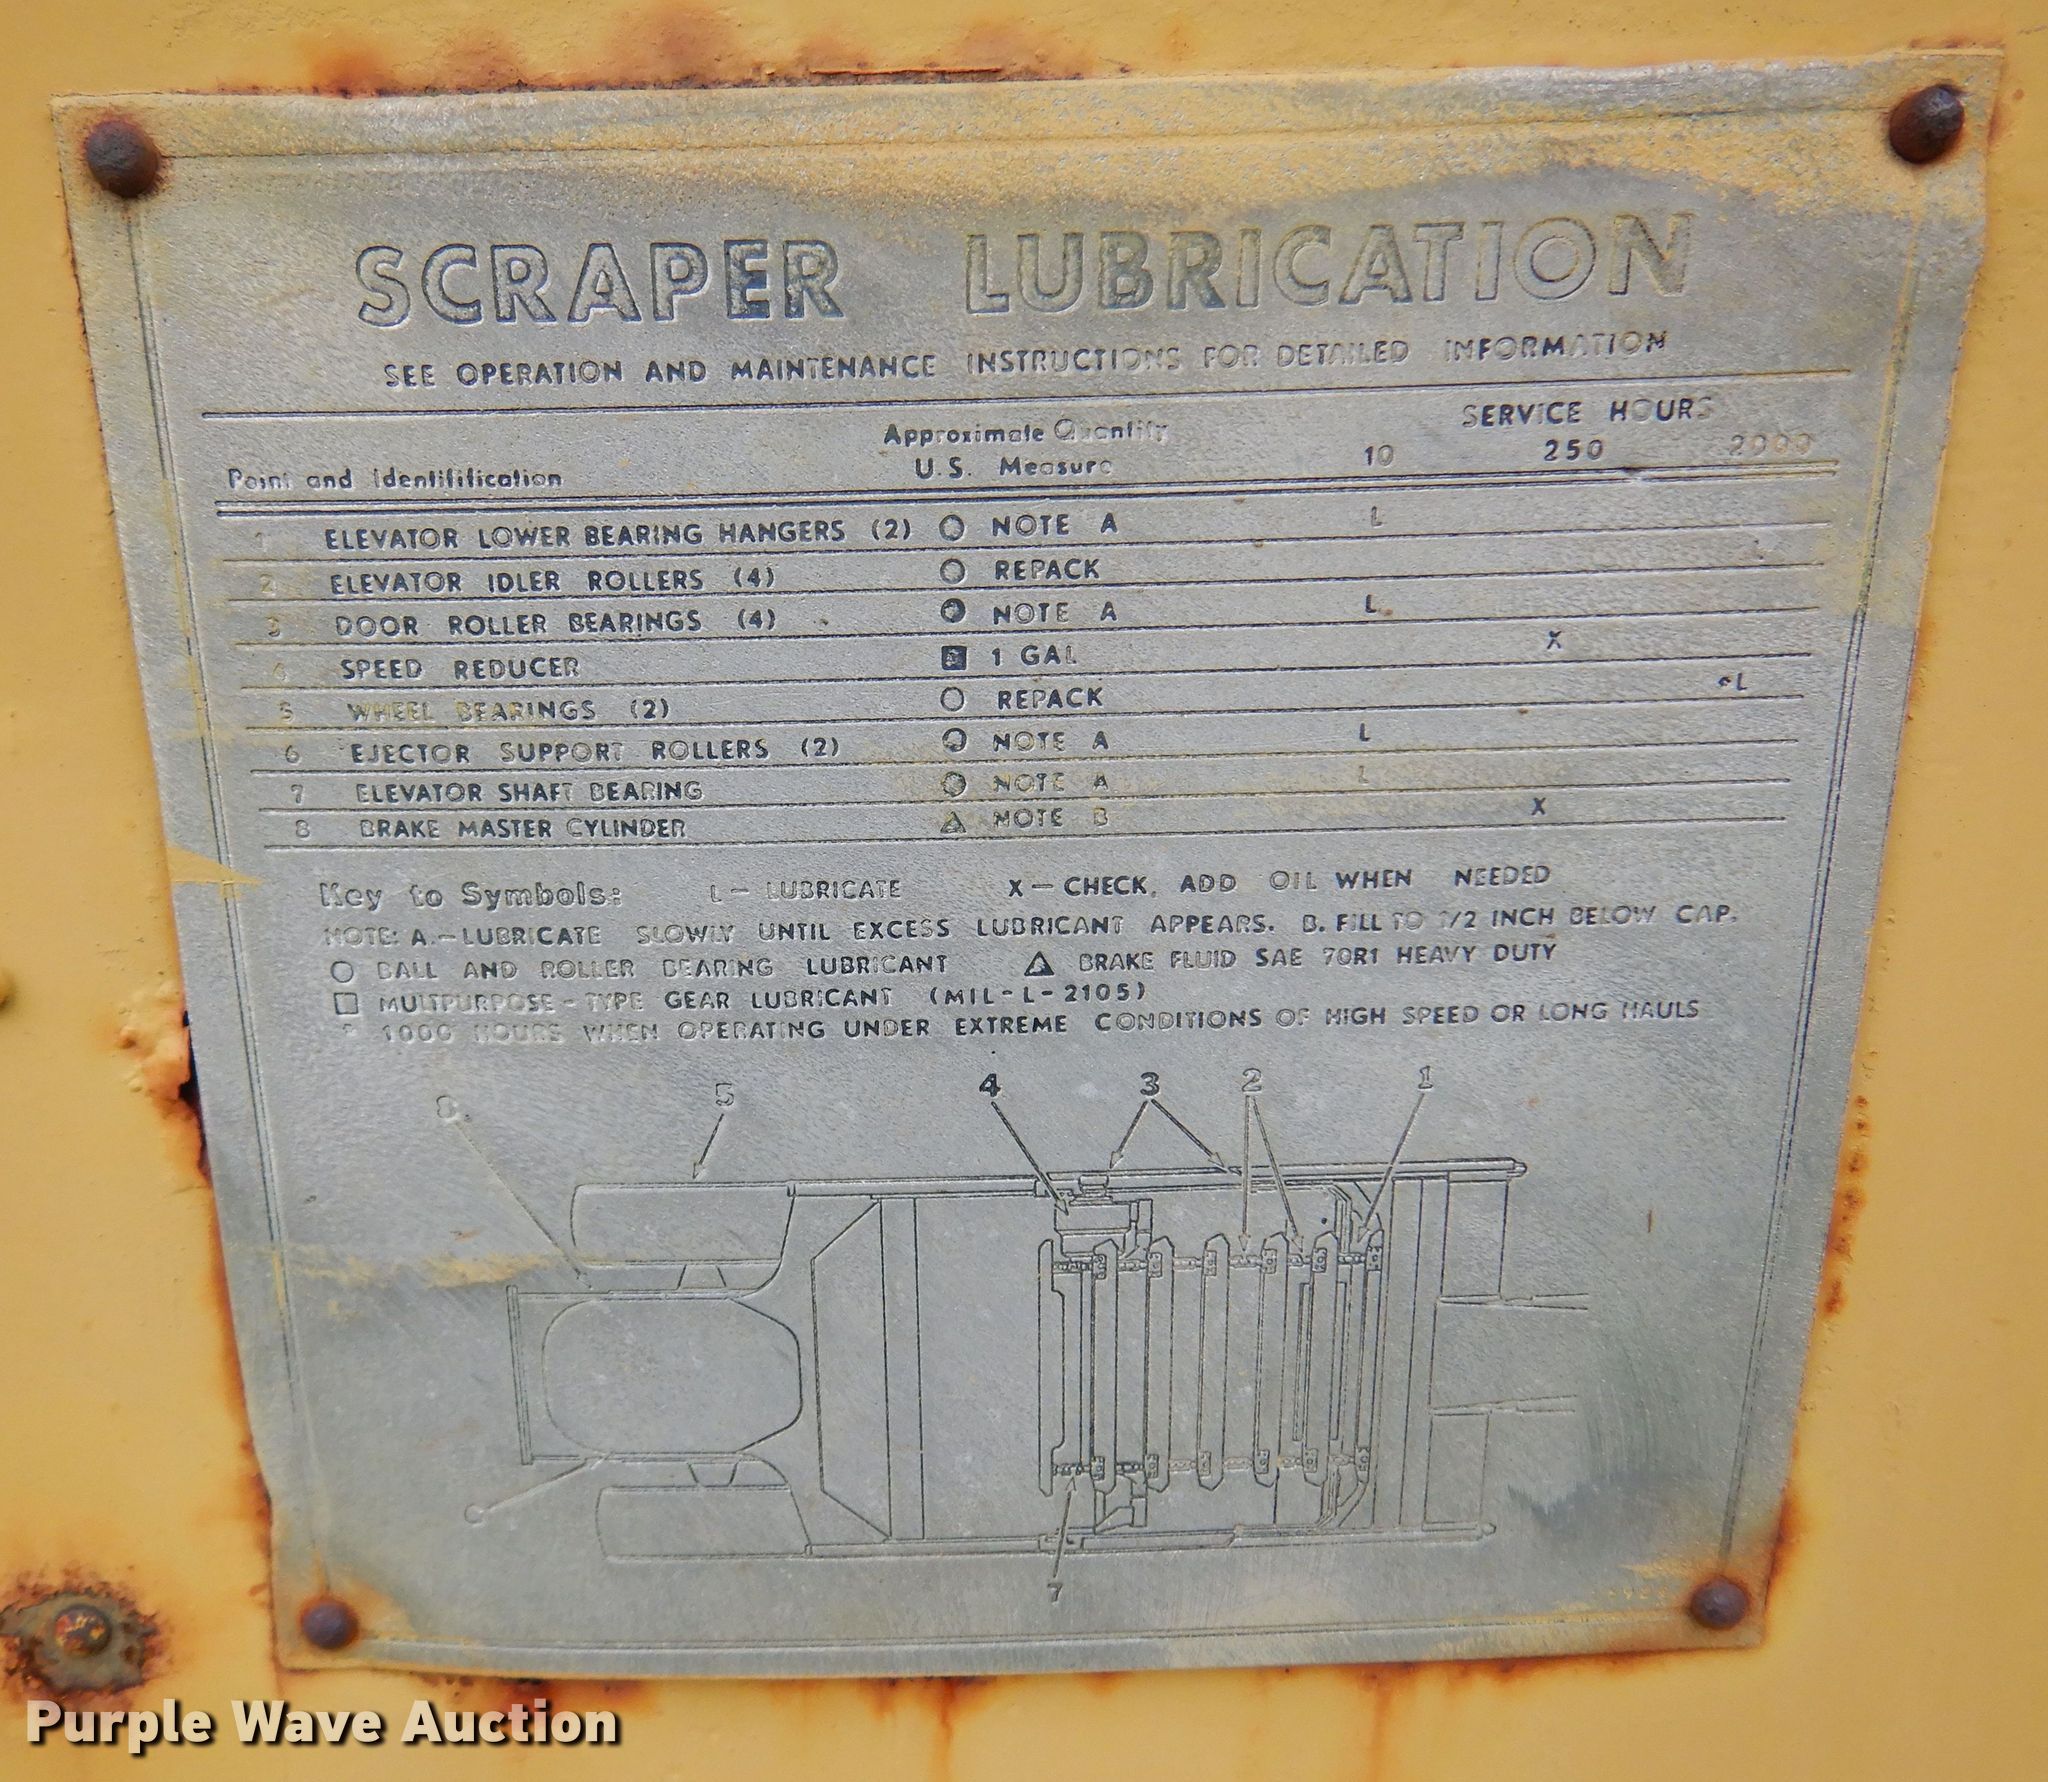 SCRAPER LUBRICATION
SEE OPERATION AND MAINTENANCE INSTRUCTIONS FOR DETAILED INFORMATION
Point and Identifitication Approximate Quantity U.S. Measure SERVICE HOURS 10 250 2000
1 ELEVATOR LOWER BEARING HANGERS (2) ○ NOTE A L
2 ELEVATOR IDLER ROLLERS (4) ○ REPACK L
3 DOOR ROLLER BEARINGS (4) ○ NOTE A L
4 SPEED REDUCER □ 1 GAL X
5 WHEEL BEARINGS (2) ○ REPACK *L
6 EJECTOR SUPPORT ROLLERS (2) ○ NOTE A L
7 ELEVATOR SHAFT BEARING ○ NOTE A L
8 BRAKE MASTER CYLINDER △ NOTE B X
Key to Symbols: L - LUBRICATE X - CHECK, ADD OIL WHEN NEEDED
NOTE: A.-LUBRICATE SLOWLY UNTIL EXCESS LUBRICANT APPEARS. B. FILL TO 1/2 INCH BELOW CAP.
○ BALL AND ROLLER BEARING LUBRICANT △ BRAKE FLUID SAE 70R1 HEAVY DUTY
□ MULTIPURPOSE-TYPE GEAR LUBRICANT (MIL-L-2105)
* 1000 HOURS WHEN OPERATING UNDER EXTREME CONDITIONS OF HIGH SPEED OR LONG HAULS
8 5 4 3 2 1
7
Purple Wave Auction